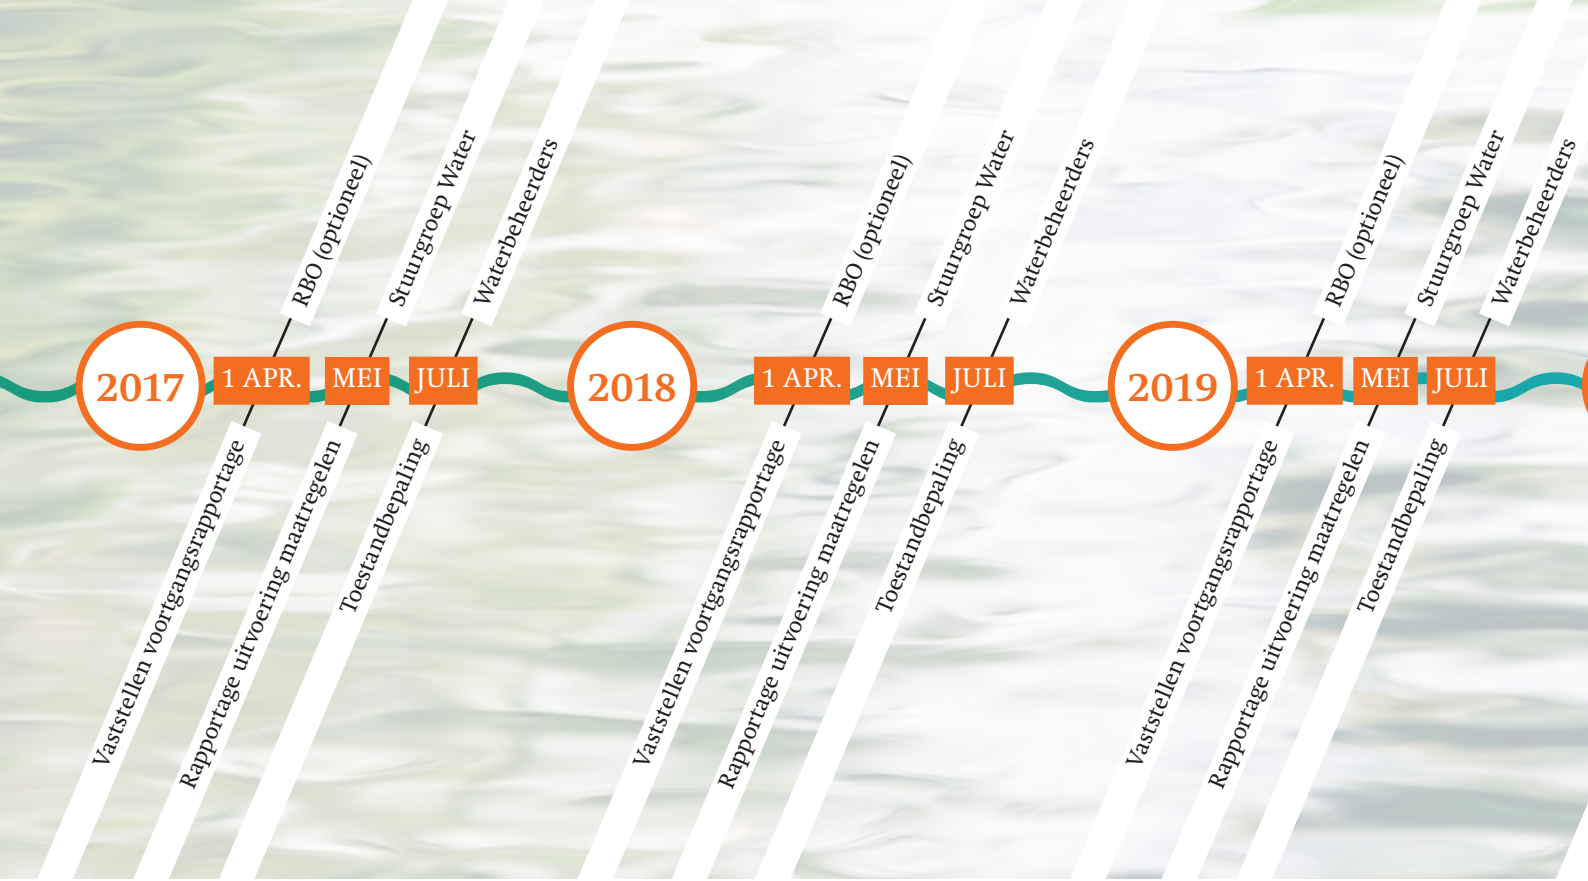 2017
1 APR.
RBO (optioneel)
Vaststellen voortgangsrapportage
MEI
Stuurgroep Water
Rapportage uitvoering maatregelen
JULI
Waterbeheerders
Toestandbepaling
2018
1 APR.
RBO (optioneel)
Vaststellen voortgangsrapportage
MEI
Stuurgroep Water
Rapportage uitvoering maatregelen
JULI
Waterbeheerders
Toestandbepaling
2019
1 APR.
RBO (optioneel)
Vaststellen voortgangsrapportage
MEI
Stuurgroep Water
Rapportage uitvoering maatregelen
JULI
Waterbeheerders
Toestandbepaling